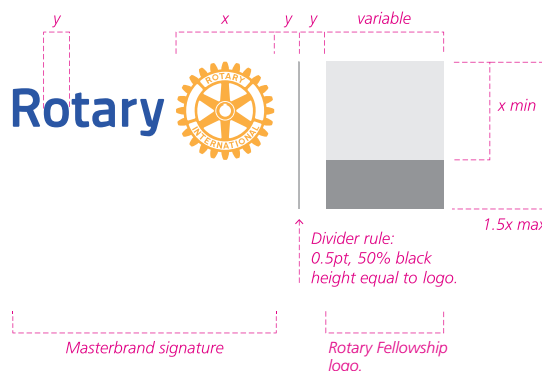 y x y y variable
Rotary
ROTARY
INTERNATIONAL
x min
1.5x max
Divider rule:
0.5pt, 50% black
height equal to logo.
Masterbrand signature
Rotary Fellowship
logo.